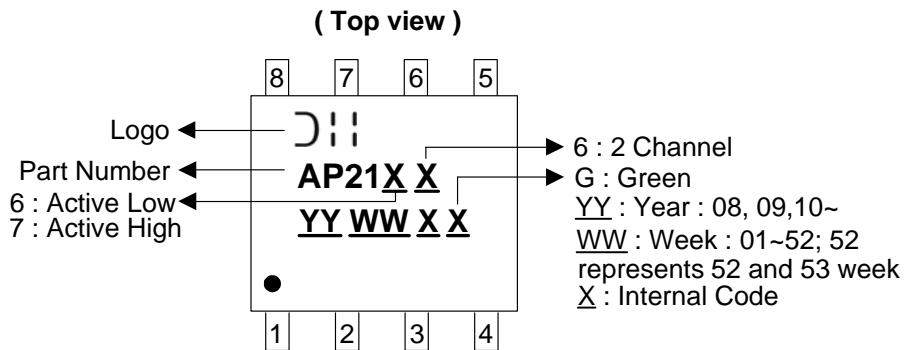 ( Top view )
8 7 6 5
Logo
Part Number
6 : Active Low
7 : Active High
AP21X X
YY WW X X
6 : 2 Channel
G : Green
YY : Year : 08, 09,10~
WW : Week : 01~52; 52
represents 52 and 53 week
X : Internal Code
1 2 3 4